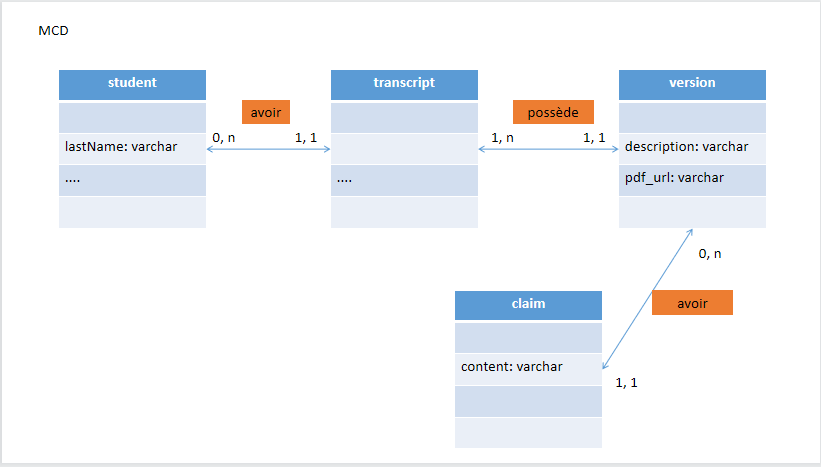 MCD
student
transcript
version
avoir
possède
0, n
1, 1
1, n
1, 1
lastName: varchar
description: varchar
....
....
pdf_url: varchar
0, n
claim
avoir
content: varchar
1, 1